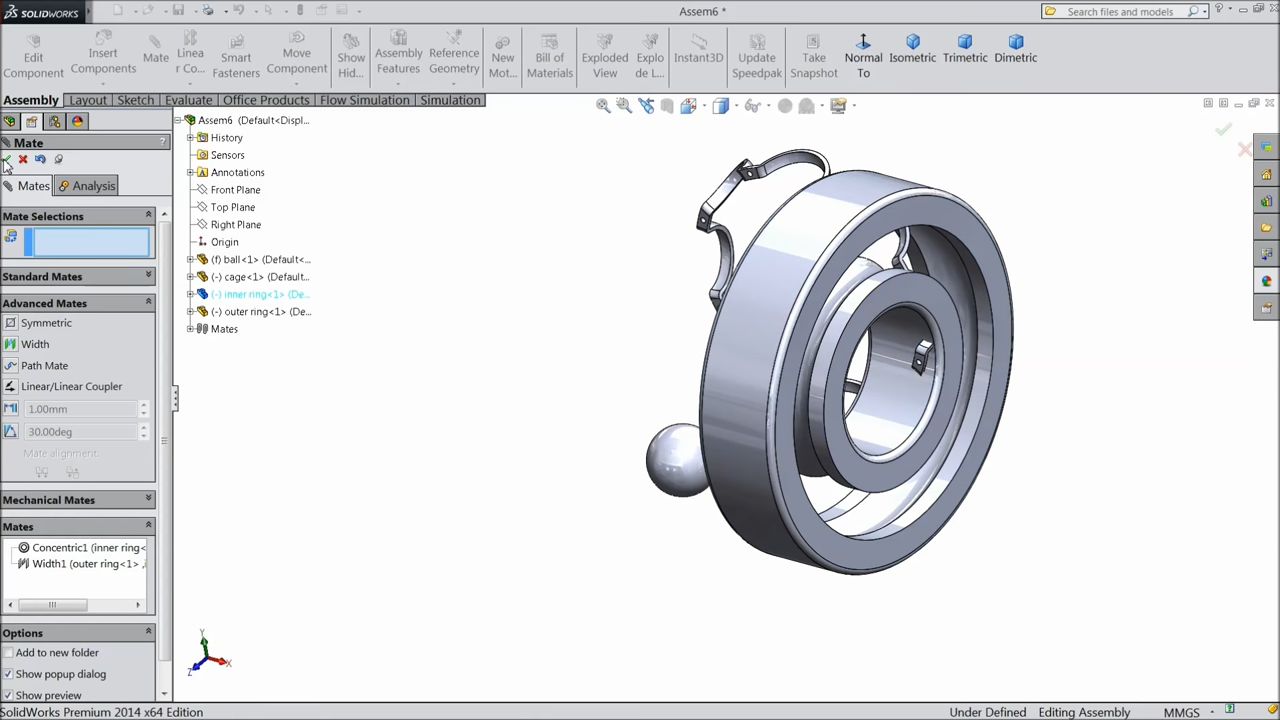 SOLIDWORKS
Assem6 *
Search files and models
?
Edit Component
Insert Components
Mate
Linea r Co...
Smart Fasteners
Move Component
Show Hid...
Assembly Features
Reference Geometry
New Mot...
Bill of Materials
Exploded View
Explo de L...
Instant3D
Update Speedpak
Take Snapshot
Normal To
Isometric
Trimetric
Dimetric
Assembly
Layout
Sketch
Evaluate
Office Products
Flow Simulation
Simulation
Mate
?
Mates
Analysis
Mate Selections
Standard Mates
Advanced Mates
Symmetric
Width
Path Mate
Linear/Linear Coupler
1.00mm
30.00deg
Mate alignment:
Mechanical Mates
Mates
Concentric1 (inner ring<
Width1 (outer ring<1> ,
Options
Add to new folder
Show popup dialog
Show preview
Assem6 (Default<Displ...
History
Sensors
Annotations
Front Plane
Top Plane
Right Plane
Origin
(f) ball<1> (Default<...
(-) cage<1> (Default...
(-) inner ring<1> (De...
(-) outer ring<1> (De...
Mates
Y
X
Z
SolidWorks Premium 2014 x64 Edition
Under Defined
Editing Assembly
MMGS
?